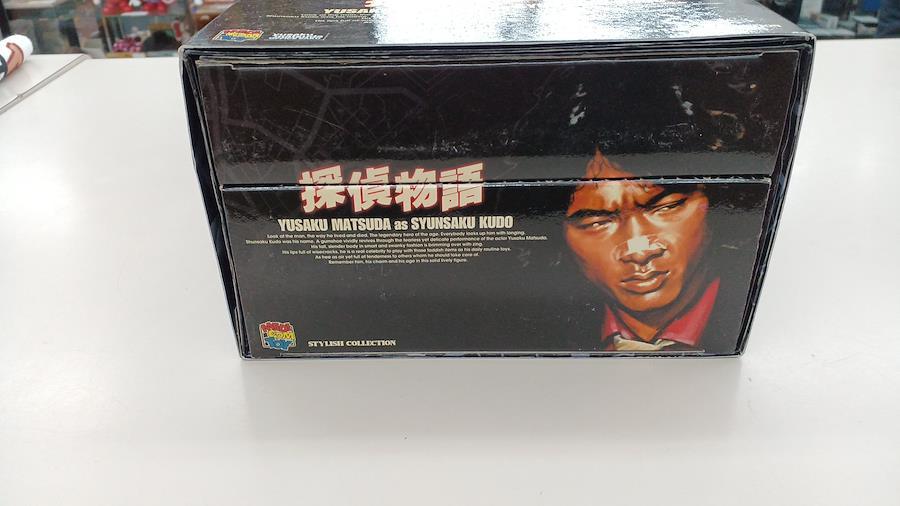 YUSAKU
探偵物語
YUSAKU MATSUDA as SYUNSAKU KUDO
Look at the man, the way he lived and died. The legendary hero of the age. Everybody looks up him with longing.
Shunsaku Kudo was his name. A gumshoe vividly revives through the fearless yet delicate performance of the actor Yusaku Matsuda.
His tall, slender body in smart and swanky fashion is bamming over with zing.
His lips full of wisecracks, he is a real celebrity to play with those faddish items as his daily routine toys.
As free as air yet full of tenderness to others whom he should take care of.
Remember him, his charm and his age in this solid lively figure.
MEDICOM
TOY
STYLISH COLLECTION